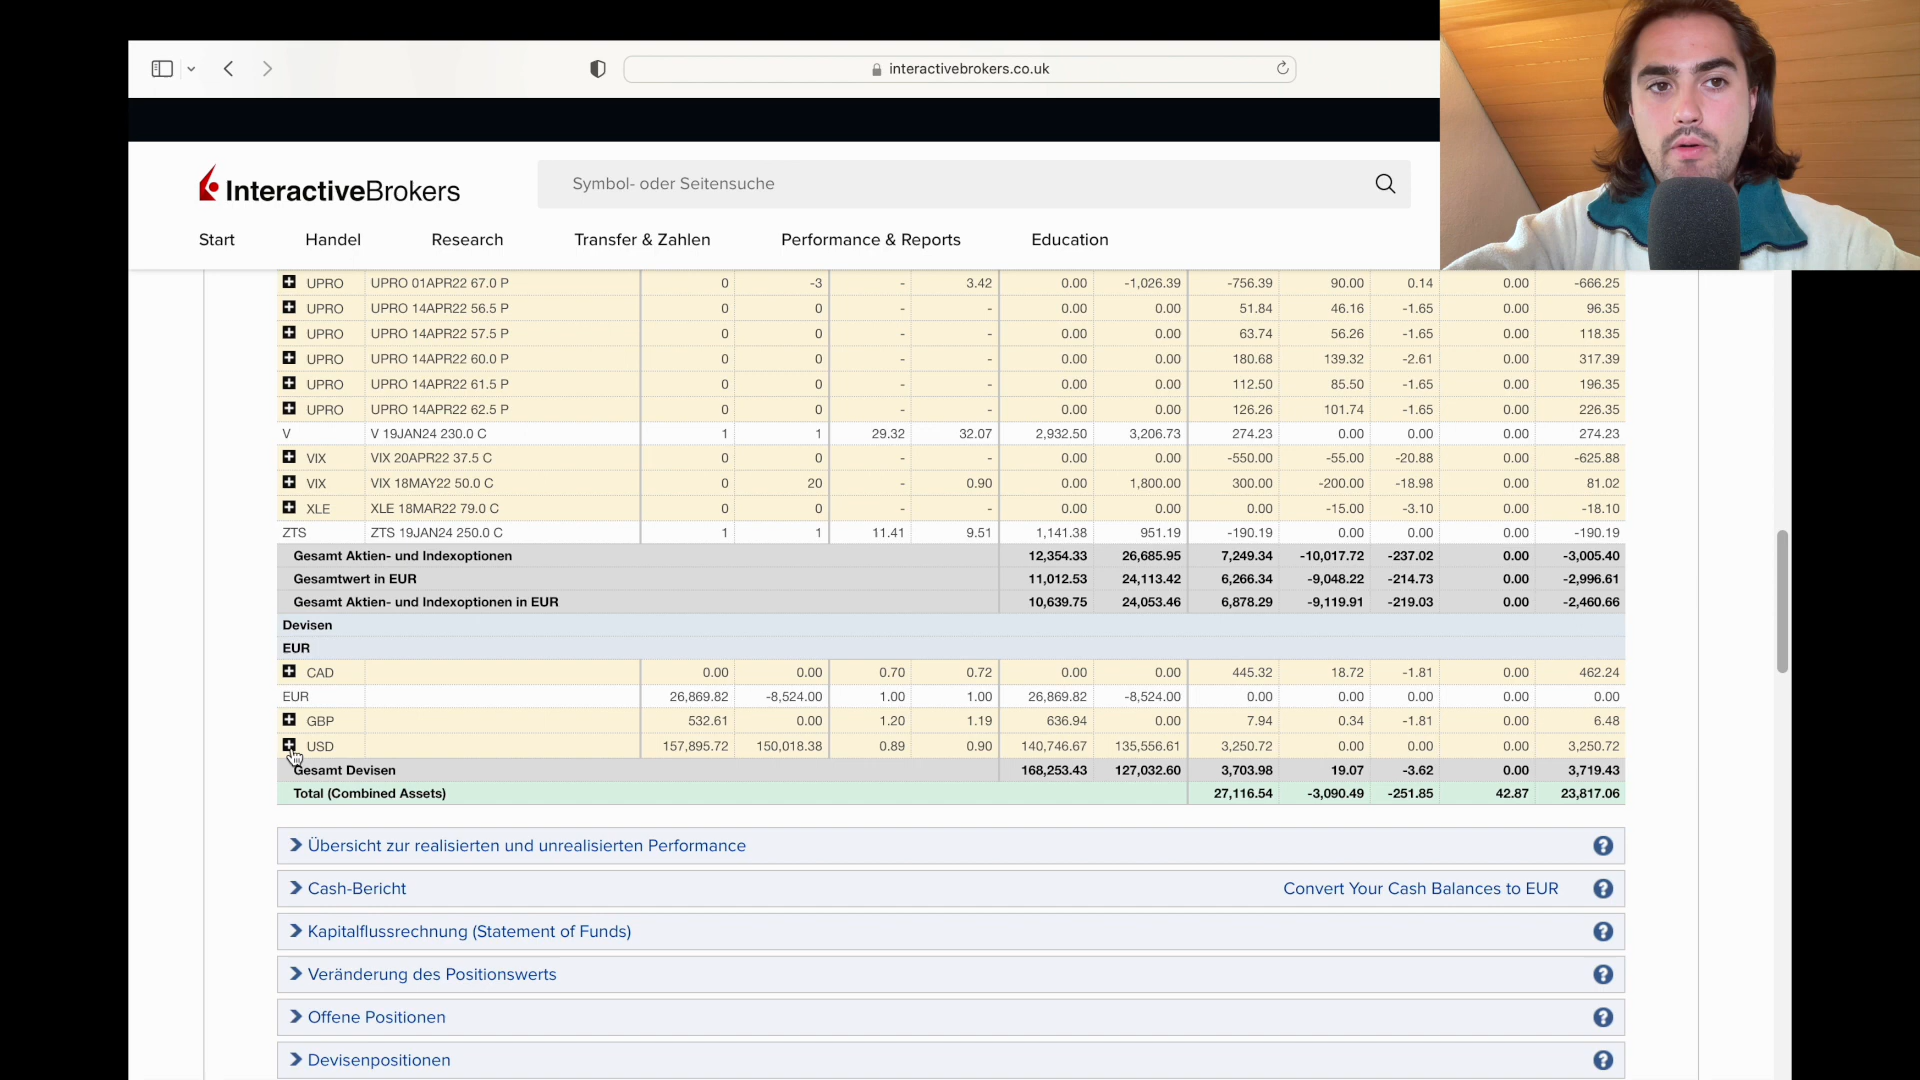 interactivebrokers.co.uk
InteractiveBrokers
Symbol- oder Seitensuche
Start Handel Research Transfer & Zahlen Performance & Reports Education
UPRO UPRO 01APR22 67.0 P 0 -3 - 3.42 0.00 -1,026.39 -756.39 90.00 0.14 0.00 -666.25
UPRO UPRO 14APR22 56.5 P 0 0 - - 0.00 0.00 51.84 46.16 -1.65 0.00 96.35
UPRO UPRO 14APR22 57.5 P 0 0 - - 0.00 0.00 63.74 56.26 -1.65 0.00 118.35
UPRO UPRO 14APR22 60.0 P 0 0 - - 0.00 0.00 180.68 139.32 -2.61 0.00 317.39
UPRO UPRO 14APR22 61.5 P 0 0 - - 0.00 0.00 112.50 85.50 -1.65 0.00 196.35
UPRO UPRO 14APR22 62.5 P 0 0 - - 0.00 0.00 126.26 101.74 -1.65 0.00 226.35
V V 19JAN24 230.0 C 1 1 29.32 32.07 2,932.50 3,206.73 274.23 0.00 0.00 0.00 274.23
VIX VIX 20APR22 37.5 C 0 0 - - 0.00 0.00 -550.00 -55.00 -20.88 0.00 -625.88
VIX VIX 18MAY22 50.0 C 0 20 - 0.90 0.00 1,800.00 300.00 -200.00 -18.98 0.00 81.02
XLE XLE 18MAR22 79.0 C 0 0 - - 0.00 0.00 0.00 -15.00 -3.10 0.00 -18.10
ZTS ZTS 19JAN24 250.0 C 1 1 11.41 9.51 1,141.38 951.19 -190.19 0.00 0.00 0.00 -190.19
Gesamt Aktien- und Indexoptionen 12,354.33 26,685.95 7,249.34 -10,017.72 -237.02 0.00 -3,005.40
Gesamtwert in EUR 11,012.53 24,113.42 6,266.34 -9,048.22 -214.73 0.00 -2,996.61
Gesamt Aktien- und Indexoptionen in EUR 10,639.75 24,053.46 6,878.29 -9,119.91 -219.03 0.00 -2,460.66
Devisen
EUR
CAD 0.00 0.00 0.70 0.72 0.00 0.00 445.32 18.72 -1.81 0.00 462.24
EUR 26,869.82 -8,524.00 1.00 1.00 26,869.82 -8,524.00 0.00 0.00 0.00 0.00 0.00
GBP 532.61 0.00 1.20 1.19 636.94 0.00 7.94 0.34 -1.81 0.00 6.48
USD 157,895.72 150,018.38 0.89 0.90 140,746.67 135,556.61 3,250.72 0.00 0.00 0.00 3,250.72
Gesamt Devisen 168,253.43 127,032.60 3,703.98 19.07 -3.62 0.00 3,719.43
Total (Combined Assets) 27,116.54 -3,090.49 -251.85 42.87 23,817.06
Übersicht zur realisierten und unrealisierten Performance
Cash-Bericht Convert Your Cash Balances to EUR
Kapitalflussrechnung (Statement of Funds)
Veränderung des Positionswerts
Offene Positionen
Devisenpositionen